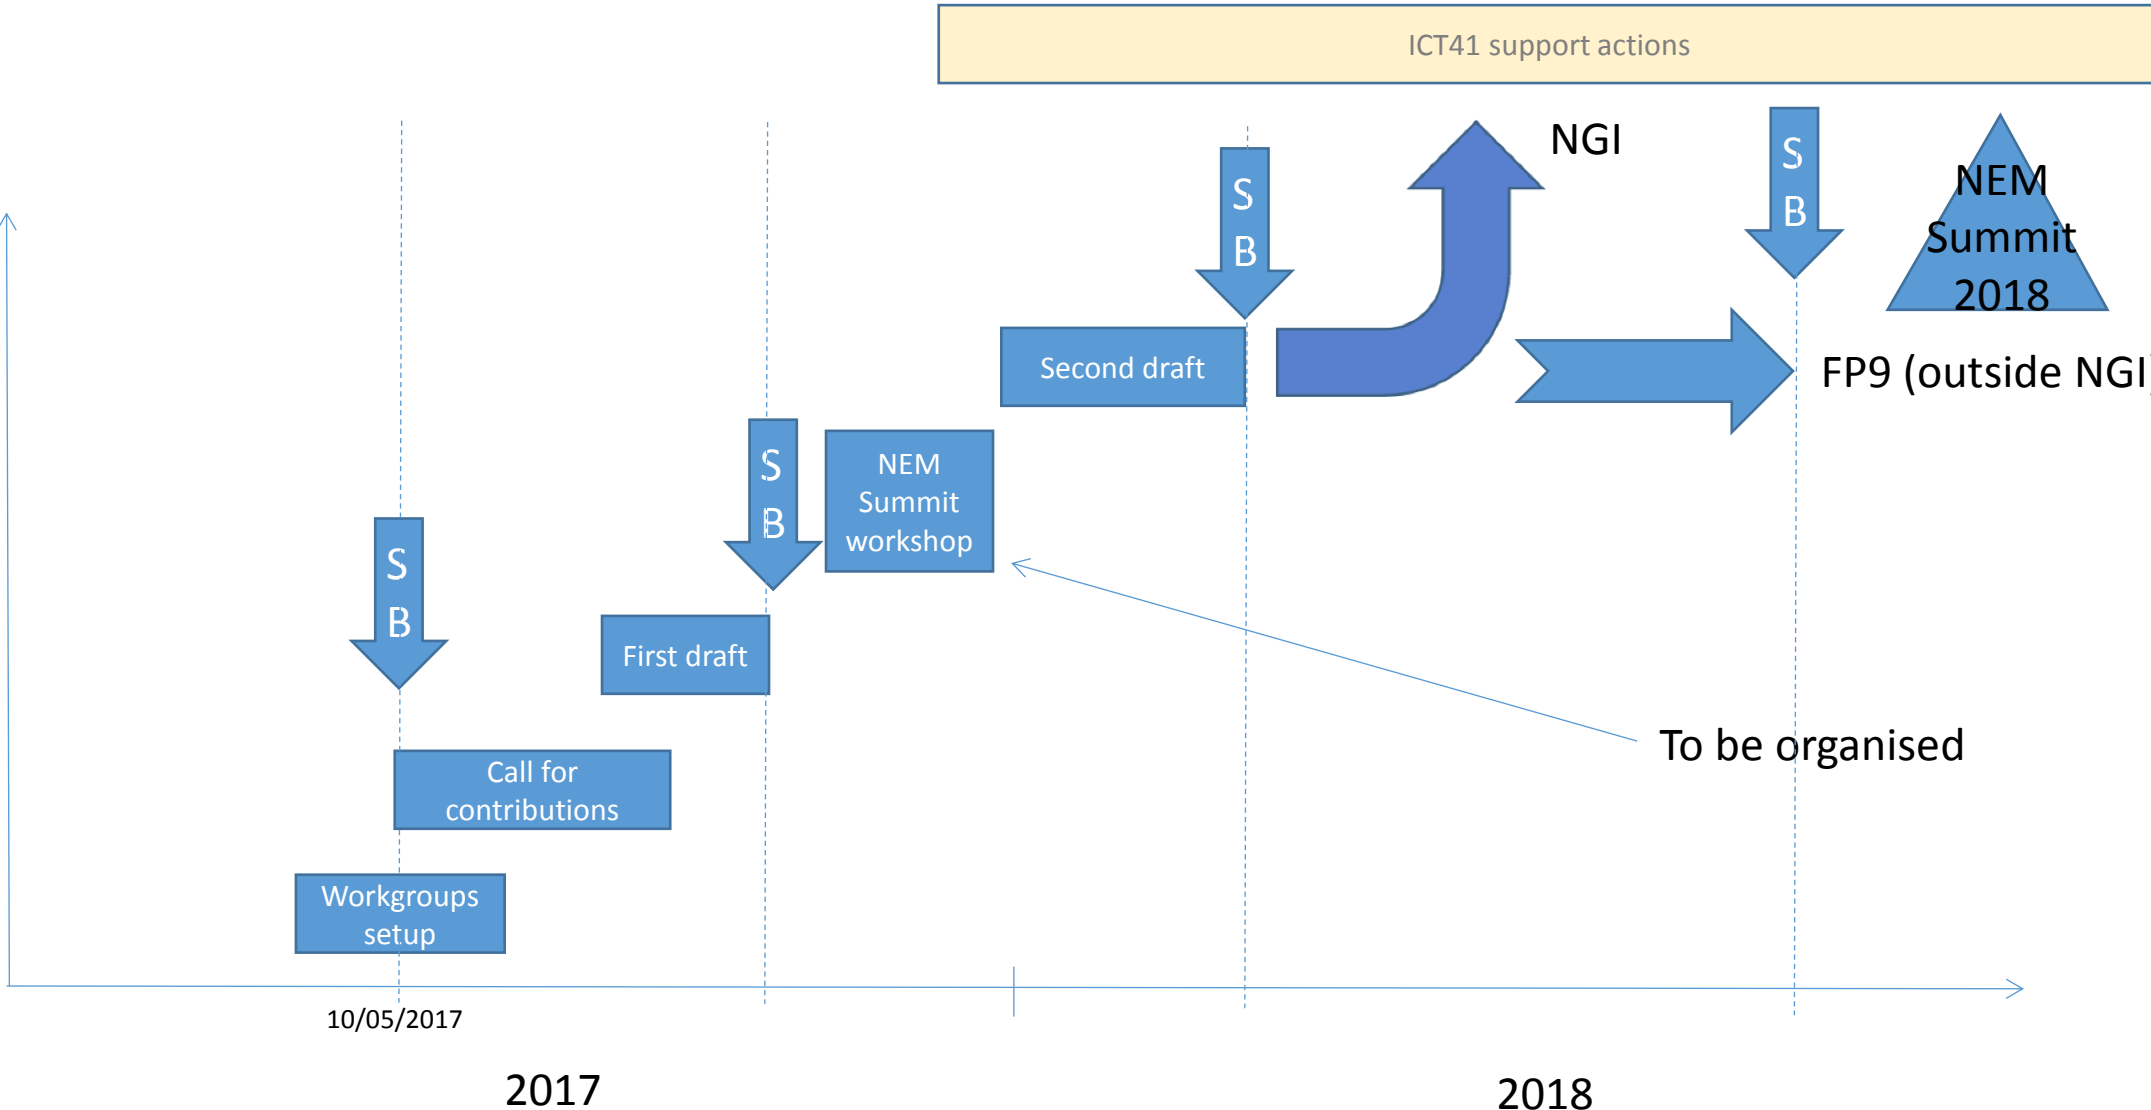 ICT41 support actions
NGI
S
B
NEM
Summit
2018
S
B
Second draft
FP9 (outside NGI)
S
B
NEM
Summit
workshop
S
B
First draft
To be organised
Call for
contributions
Workgroups
setup
10/05/2017
2017
2018